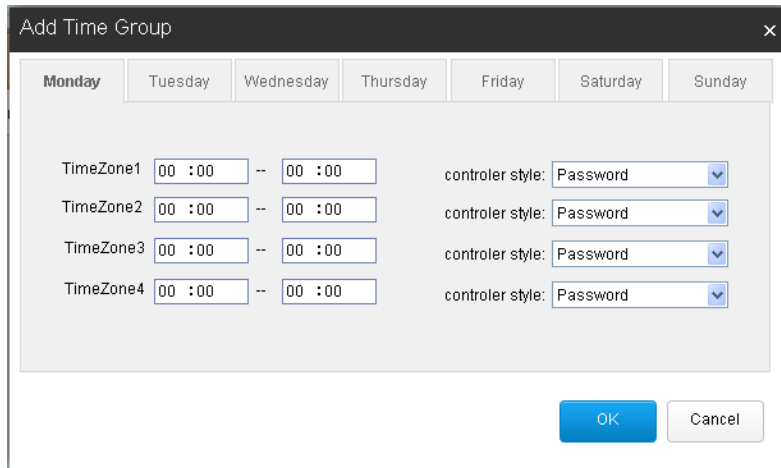 Add Time Group ×
Monday Tuesday Wednesday Thursday Friday Saturday Sunday
TimeZone1 00 :00 -- 00 :00 controler style: Password
TimeZone2 00 :00 -- 00 :00 controler style: Password
TimeZone3 00 :00 -- 00 :00 controler style: Password
TimeZone4 00 :00 -- 00 :00 controler style: Password
OK Cancel